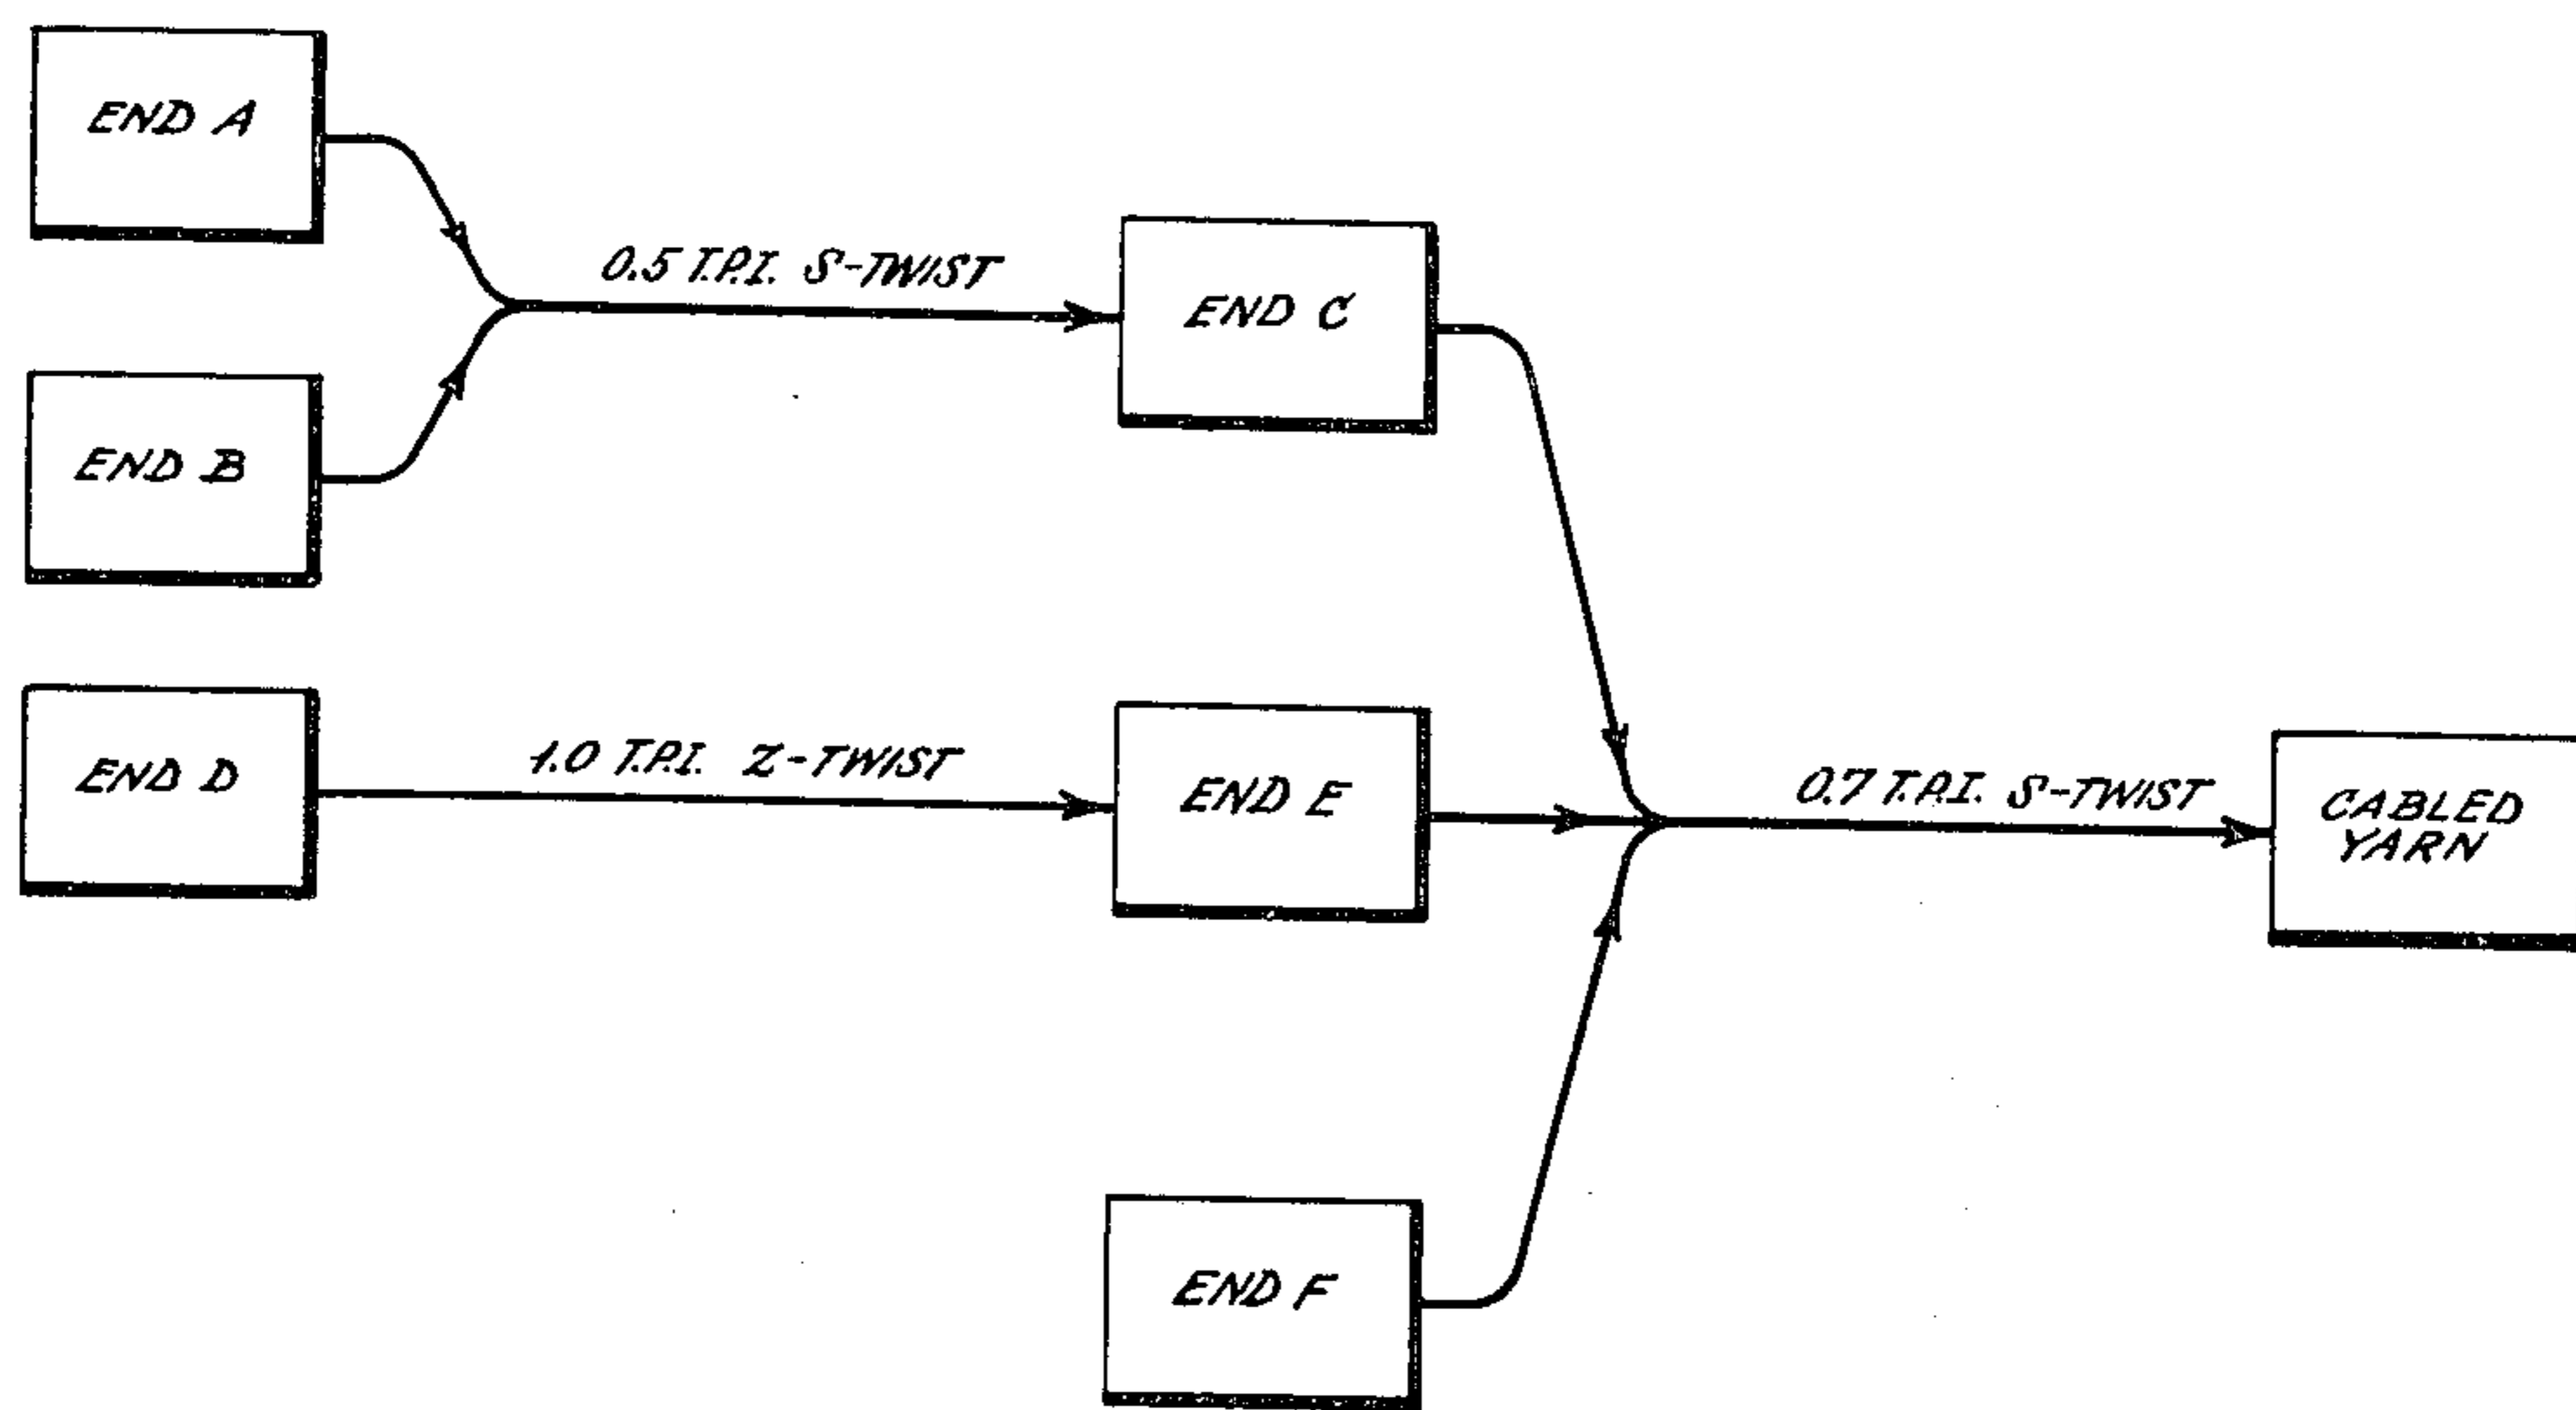 END A
0.5 T.P.I. S-TWIST
END C
END B
END D
1.0 T.P.I. Z-TWIST
END E
0.7 T.P.I. S-TWIST
CABLED
YARN
END F